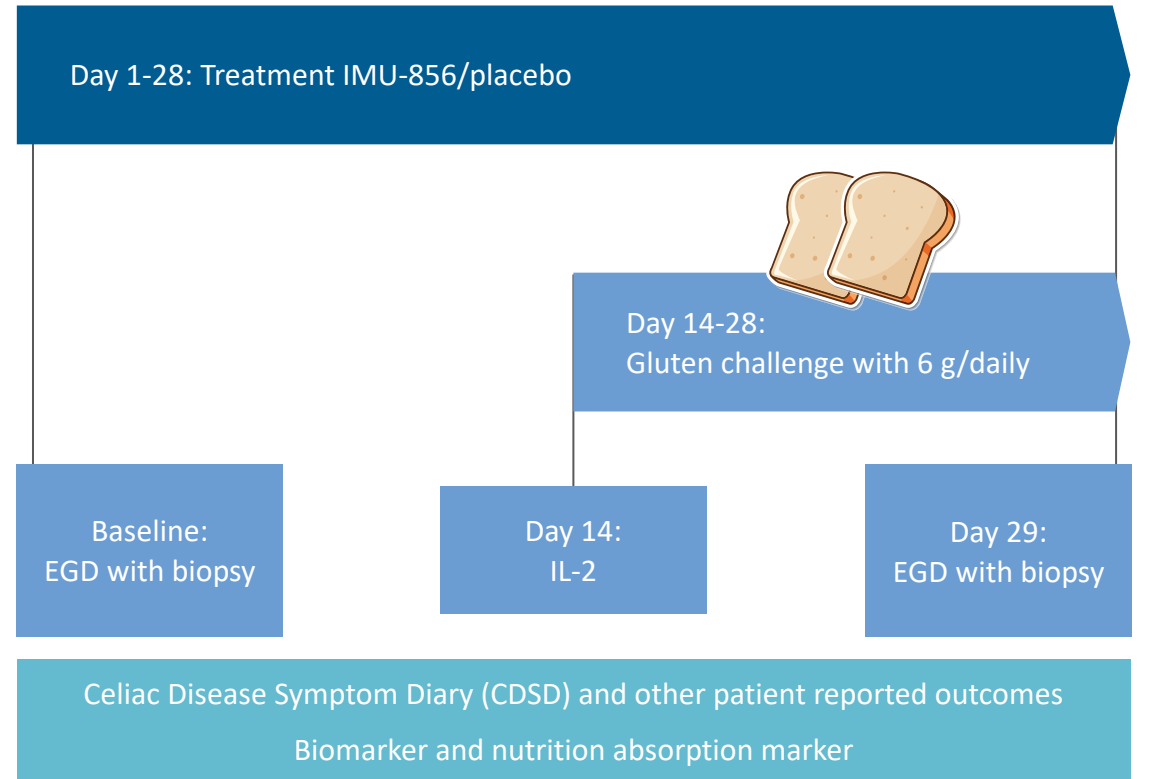 Day 1-28: Treatment IMU-856/placebo
Day 14-28:
Gluten challenge with 6 g/daily
Baseline:
EGD with biopsy
Day 14:
IL-2
Day 29:
EGD with biopsy
Celiac Disease Symptom Diary (CDSD) and other patient reported outcomes
Biomarker and nutrition absorption marker